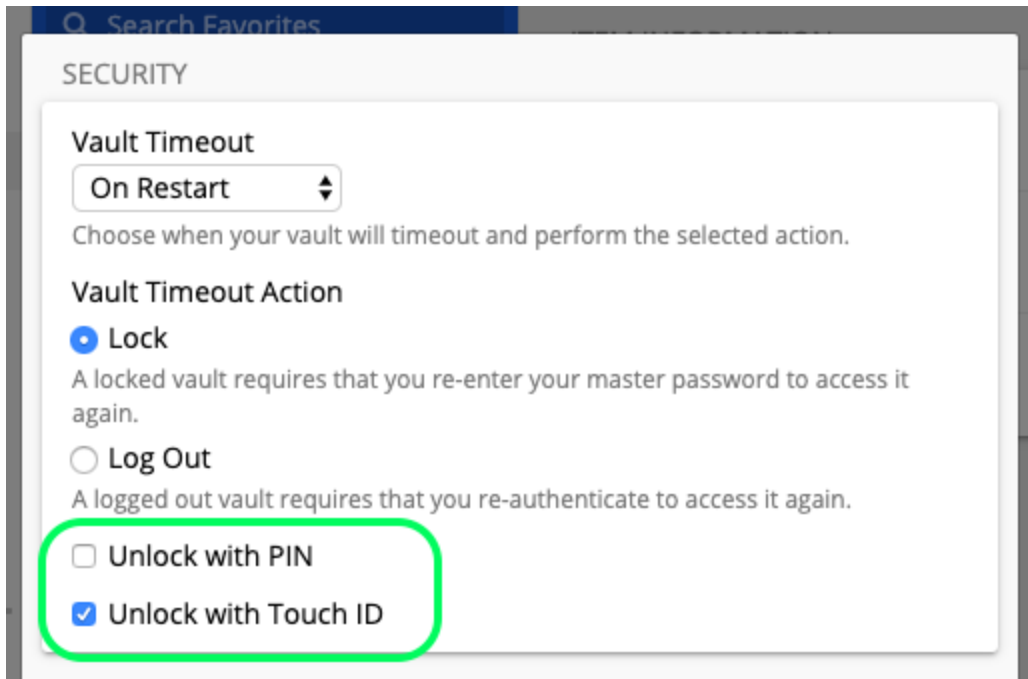 Search Favorites
ITEM INFORMATION
SECURITY
Vault Timeout
On Restart
Choose when your vault will timeout and perform the selected action.
Vault Timeout Action
Lock
A locked vault requires that you re-enter your master password to access it
again.
Log Out
A logged out vault requires that you re-authenticate to access it again.
Unlock with PIN
Unlock with Touch ID